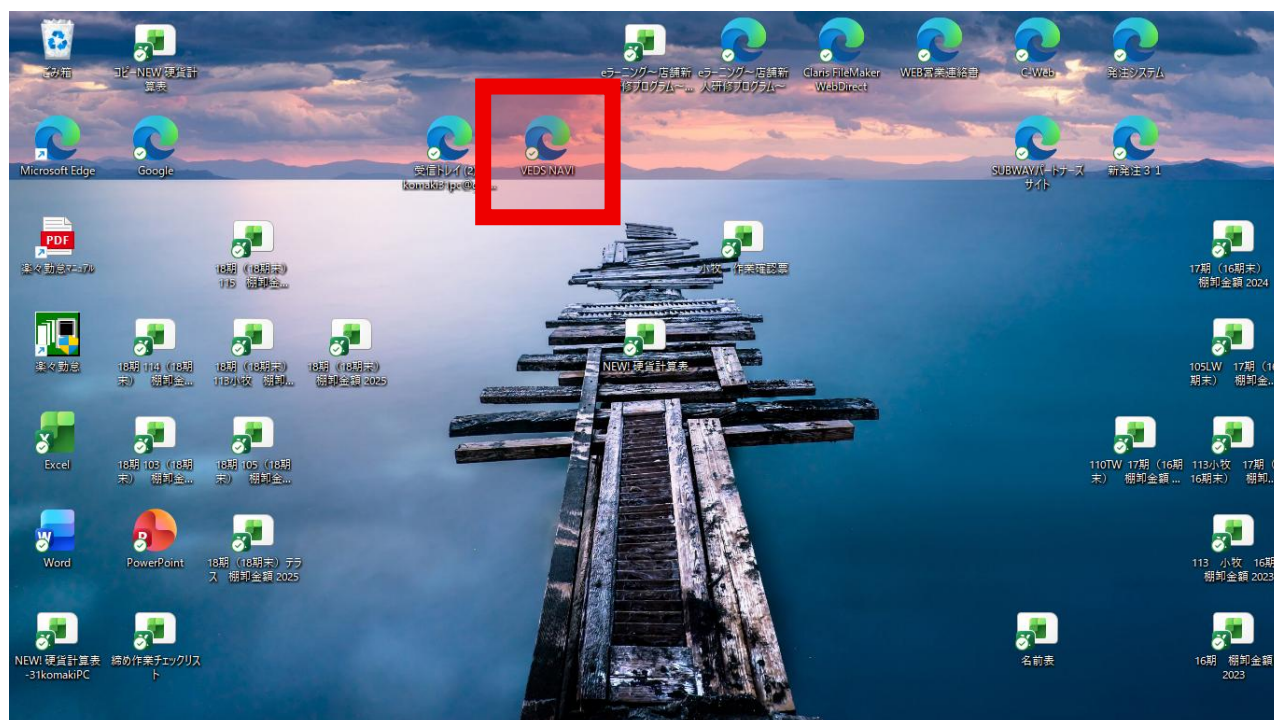 ごみ箱
コピーNEW 硬貨計
算表
eラーニング～店舗新
人研修プログラム～...
eラーニング～店舗新
人研修プログラム～
Claris FileMaker
WebDirect
WEB営業連絡書
C-Web
発注システム
Microsoft Edge
Google
受信トレイ (2
komaki31pc@g...
VEDS NAVI
SUBWAYパートナーズ
サイト
新発注３１
PDF
楽々勤怠マニュアル
18期（18期末）
115　棚卸金...
小牧　作業確認票
17期（16期末）
棚卸金額 2024
楽々勤怠
18期 114（18期
末）　棚卸金...
18期（18期末）
113小牧　棚卸...
18期（18期末）
棚卸金額 2025
NEW! 硬貨計算表
105LW　17期（1
期末）　棚卸金...
Excel
18期 103（18期
末）　棚卸金...
18期 105（18期
末）　棚卸金...
110TW 17期（16期
末）　棚卸金額 ...
113小牧　17期（
16期末）　棚卸...
Word
PowerPoint
18期（18期末）テラ
ス　棚卸金額 2025
113　小牧　16期
棚卸金額 2023
NEW! 硬貨計算表
-31komakiPC
締め作業チェックリス
ト
名前表
16期　棚卸金額
2023